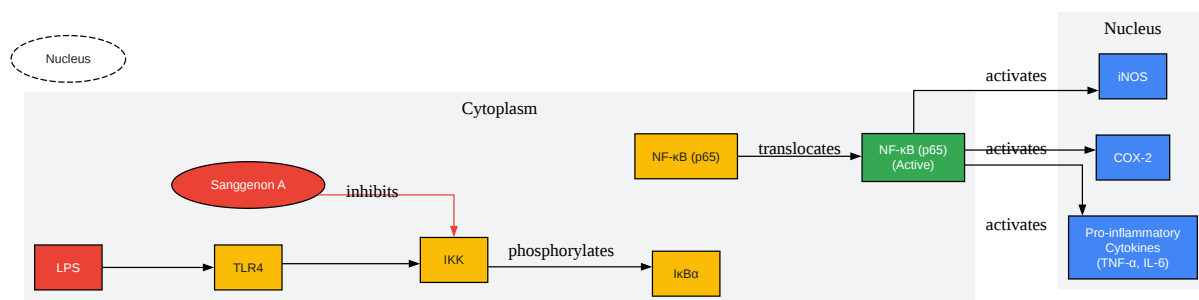 Nucleus
Nucleus
Cytoplasm
activates
iNOS
NF-κB (p65)
translocates
NF-κB (p65)
(Active)
activates
COX-2
Sanggenon A
inhibits
activates
Pro-inflammatory
Cytokines
(TNF-α, IL-6)
LPS
TLR4
IKK
phosphorylates
IκBα